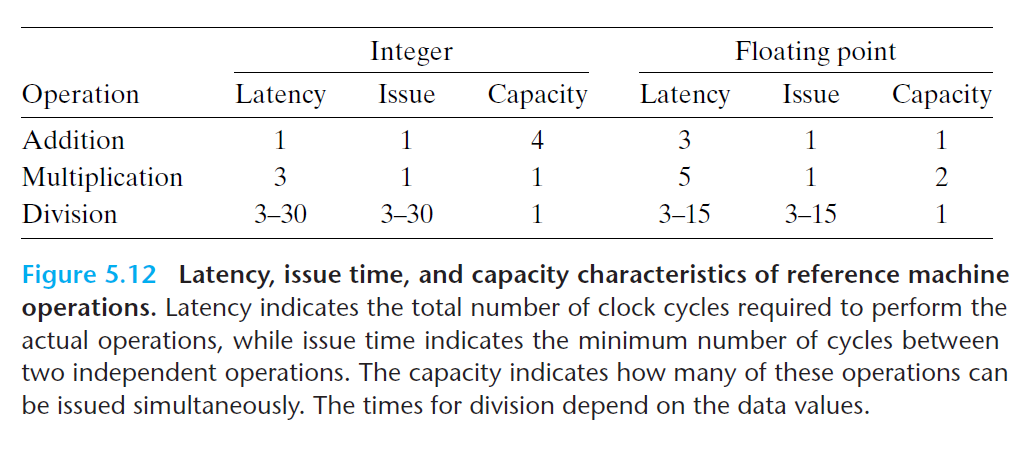 Integer Floating point
Operation Latency Issue Capacity Latency Issue Capacity
Addition 1 1 4 3 1 1
Multiplication 3 1 1 5 1 2
Division 3–30 3–30 1 3–15 3–15 1
Figure 5.12 Latency, issue time, and capacity characteristics of reference machine
operations. Latency indicates the total number of clock cycles required to perform the
actual operations, while issue time indicates the minimum number of cycles between
two independent operations. The capacity indicates how many of these operations can
be issued simultaneously. The times for division depend on the data values.